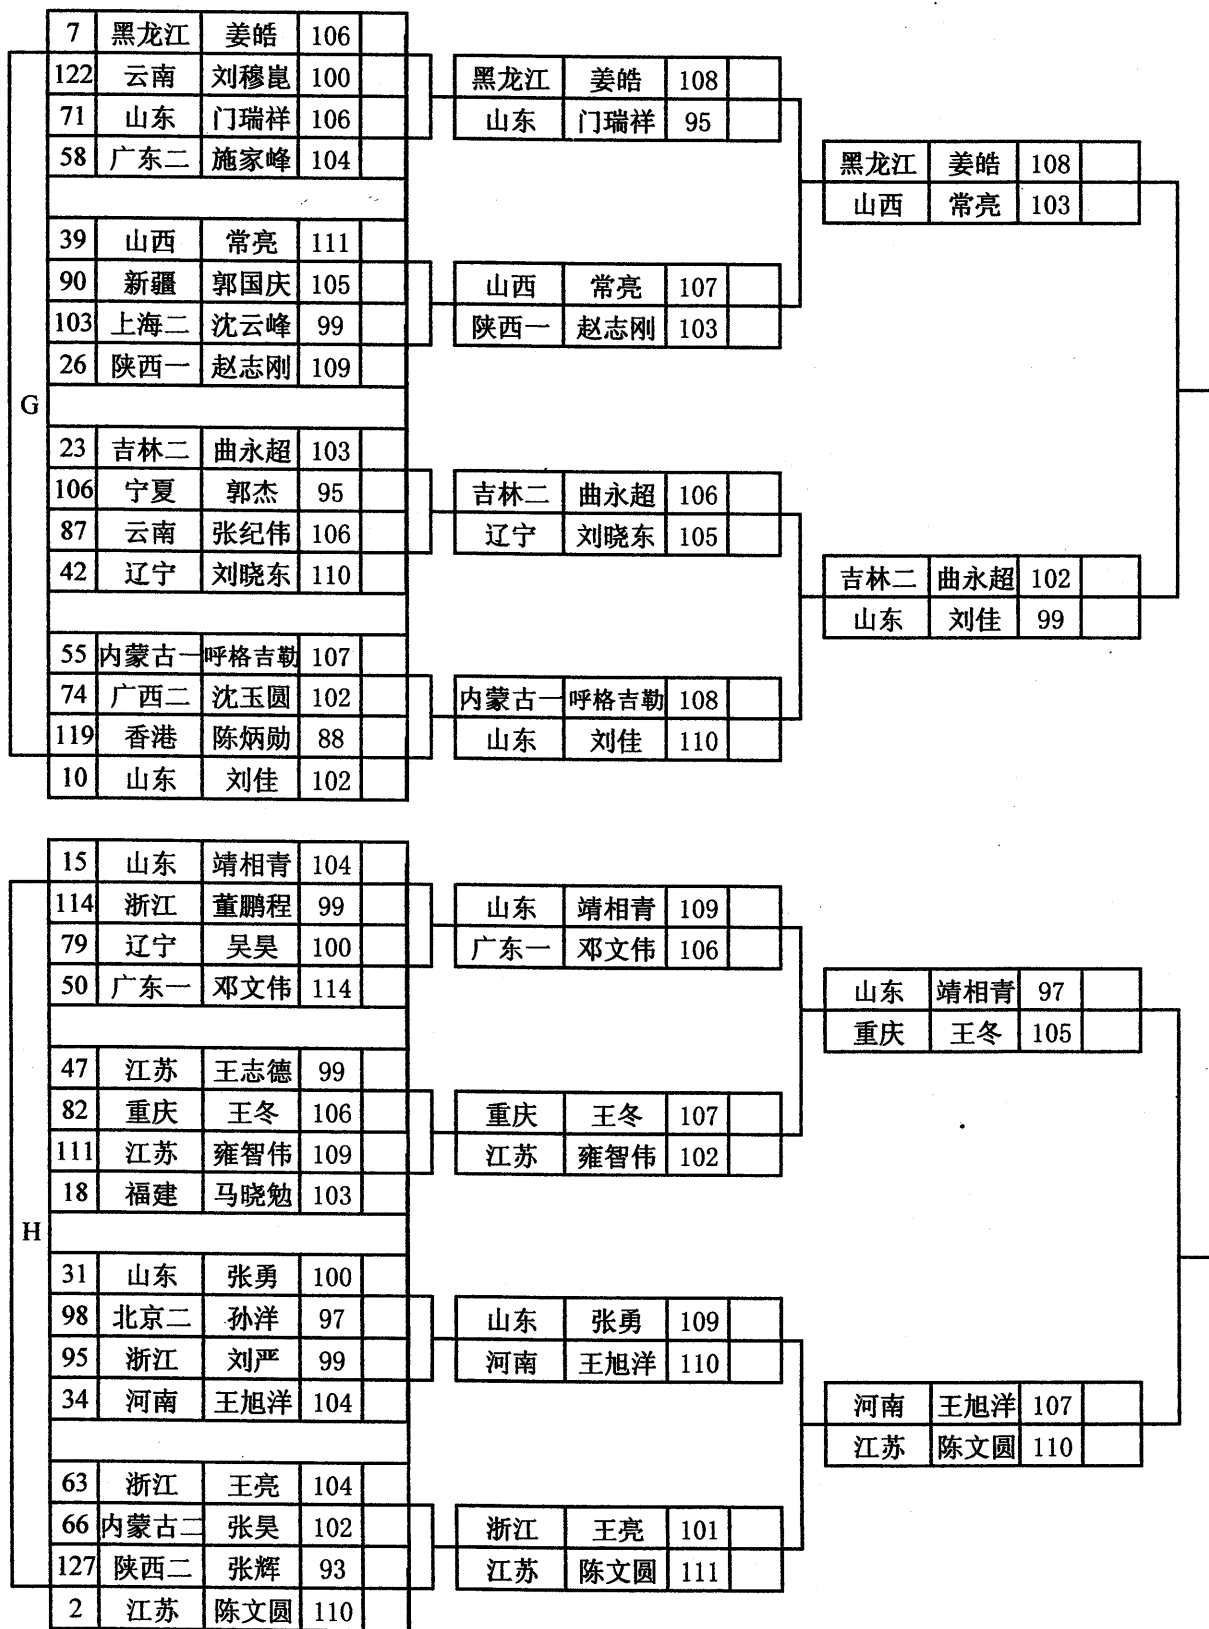 7 黑龙江 姜皓 106
122 云南 刘穆崑 100 黑龙江 姜皓 108
71 山东 门瑞祥 106 山东 门瑞祥 95
58 广东二 施家峰 104 黑龙江 姜皓 108
山西 常亮 103
39 山西 常亮 111
90 新疆 郭国庆 105 山西 常亮 107
103 上海二 沈云峰 99 陕西一 赵志刚 103
26 陕西一 赵志刚 109
G
23 吉林二 曲永超 103
106 宁夏 郭杰 95 吉林二 曲永超 106
87 云南 张纪伟 106 辽宁 刘晓东 105
42 辽宁 刘晓东 110 吉林二 曲永超 102
山东 刘佳 99
55 内蒙古一 呼格吉勒 107
74 广西二 沈玉圆 102 内蒙古一 呼格吉勒 108
119 香港 陈炳勋 88 山东 刘佳 110
10 山东 刘佳 102
15 山东 靖相青 104
114 浙江 董鹏程 99 山东 靖相青 109
79 辽宁 吴昊 100 广东一 邓文伟 106
50 广东一 邓文伟 114 山东 靖相青 97
重庆 王冬 105
47 江苏 王志德 99
82 重庆 王冬 106 重庆 王冬 107
111 江苏 雍智伟 109 江苏 雍智伟 102
18 福建 马晓勉 103
H
31 山东 张勇 100
98 北京二 孙洋 97 山东 张勇 109
95 浙江 刘严 99 河南 王旭洋 110
34 河南 王旭洋 104 河南 王旭洋 107
江苏 陈文圆 110
63 浙江 王亮 104
66 内蒙古二 张昊 102 浙江 王亮 101
127 陕西二 张辉 93 江苏 陈文圆 111
2 江苏 陈文圆 110